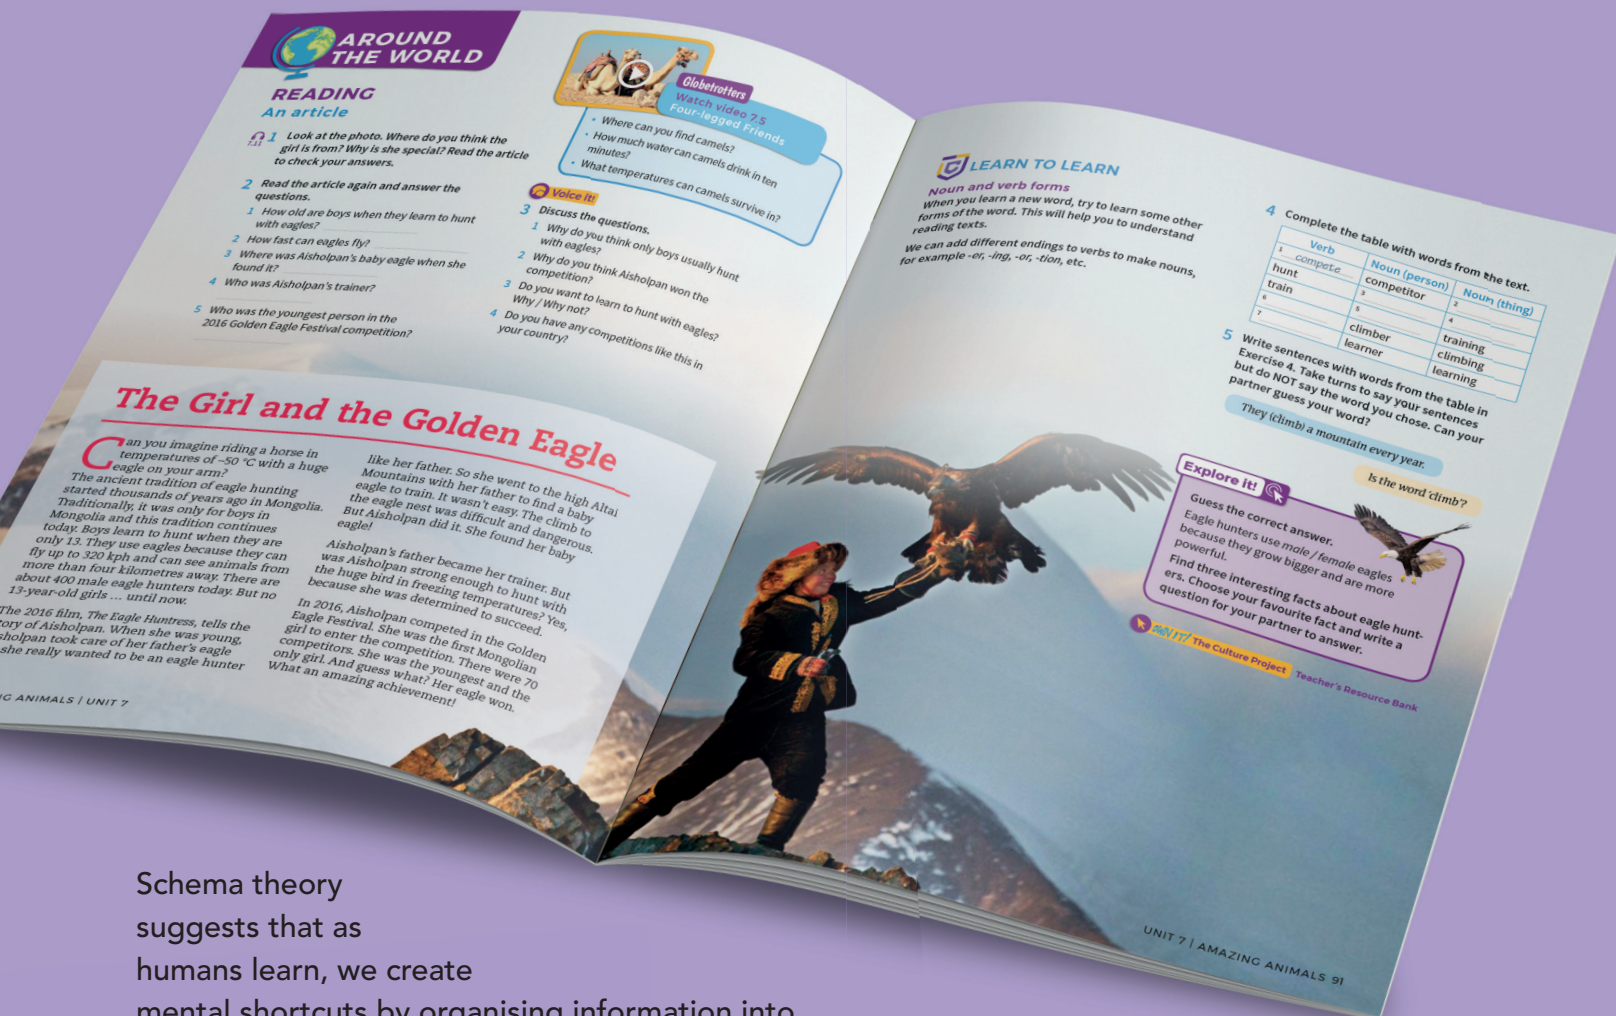 AROUND
THE WORLD
READING
An article
7.11
1 Look at the photo. Where do you think the
girl is from? Why is she special? Read the article
to check your answers.
2 Read the article again and answer the
questions.
1 How old are boys when they learn to hunt
with eagles?
2 How fast can eagles fly?
3 Where was Aisholpan's baby eagle when she
found it?
4 Who was Aisholpan's trainer?
5 Who was the youngest person in the
2016 Golden Eagle Festival competition?
Globetrotters
Watch video 7.5
Four-legged Friends
• Where can you find camels?
• How much water can camels drink in ten
minutes?
• What temperatures can camels survive in?
Voice it!
3 Discuss the questions.
1 Why do you think only boys usually hunt
with eagles?
2 Why do you think Aisholpan won the
competition?
3 Do you want to learn to hunt with eagles?
Why / Why not?
4 Do you have any competitions like this in
your country?
The Girl and the Golden Eagle
Can you imagine riding a horse in
temperatures of –50 °C with a huge
eagle on your arm?
The ancient tradition of eagle hunting
started thousands of years ago in Mongolia.
Traditionally, it was only for boys in
Mongolia and this tradition continues
today. Boys learn to hunt when they are
only 13. They use eagles because they can
fly up to 320 kph and can see animals from
more than four kilometres away. There are
about 400 male eagle hunters today. But no
13-year-old girls ... until now.
The 2016 film, The Eagle Huntress, tells the
tory of Aisholpan. When she was young,
sholpan took care of her father's eagle
she really wanted to be an eagle hunter
like her father. So she went to the high Altai
Mountains with her father to find a baby
eagle to train. It wasn't easy. The climb to
the eagle nest was difficult and dangerous.
But Aisholpan did it. She found her baby
eagle!
Aisholpan's father became her trainer. But
was Aisholpan strong enough to hunt with
the huge bird in freezing temperatures? Yes,
because she was determined to succeed.
In 2016, Aisholpan competed in the Golden
Eagle Festival. She was the first Mongolian
girl to enter the competition. There were 70
competitors. She was the youngest and the
only girl. And guess what? Her eagle won.
What an amazing achievement!
G ANIMALS | UNIT 7
LEARN TO LEARN
Noun and verb forms
When you learn a new word, try to learn some other
forms of the word. This will help you to understand
reading texts.
We can add different endings to verbs to make nouns,
for example -er, -ing, -or, -tion, etc.
4 Complete the table with words from the text.
Verb Noun (person) Noun (thing)
1 compete competitor 2
hunt 3 4
train 5 training
6 climber climbing
7 learner learning
5 Write sentences with words from the table in
Exercise 4. Take turns to say your sentences
but do NOT say the word you chose. Can your
partner guess your word?
They (climb) a mountain every year.
Is the word 'climb'?
Explore it!
Guess the correct answer.
Eagle hunters use male / female eagles
because they grow bigger and are more
powerful.
Find three interesting facts about eagle hunt-
ers. Choose your favourite fact and write a
question for your partner to answer.
The Culture Project Teacher's Resource Bank
UNIT 7 | AMAZING ANIMALS 91
Schema theory
suggests that as
humans learn, we create
mental shortcuts by organising information into